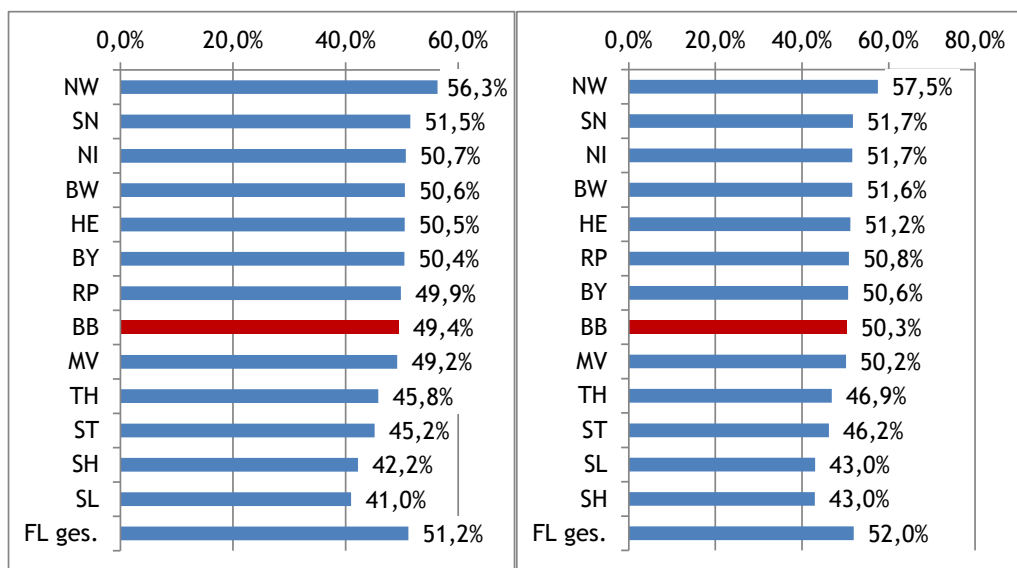 0,0% 20,0% 40,0% 60,0%
NW 56,3%
SN 51,5%
NI 50,7%
BW 50,6%
HE 50,5%
BY 50,4%
RP 49,9%
BB 49,4%
MV 49,2%
TH 45,8%
ST 45,2%
SH 42,2%
SL 41,0%
FL ges. 51,2%
0,0% 20,0% 40,0% 60,0% 80,0%
NW 57,5%
SN 51,7%
NI 51,7%
BW 51,6%
HE 51,2%
RP 50,8%
BY 50,6%
BB 50,3%
MV 50,2%
TH 46,9%
ST 46,2%
SL 43,0%
SH 43,0%
FL ges. 52,0%